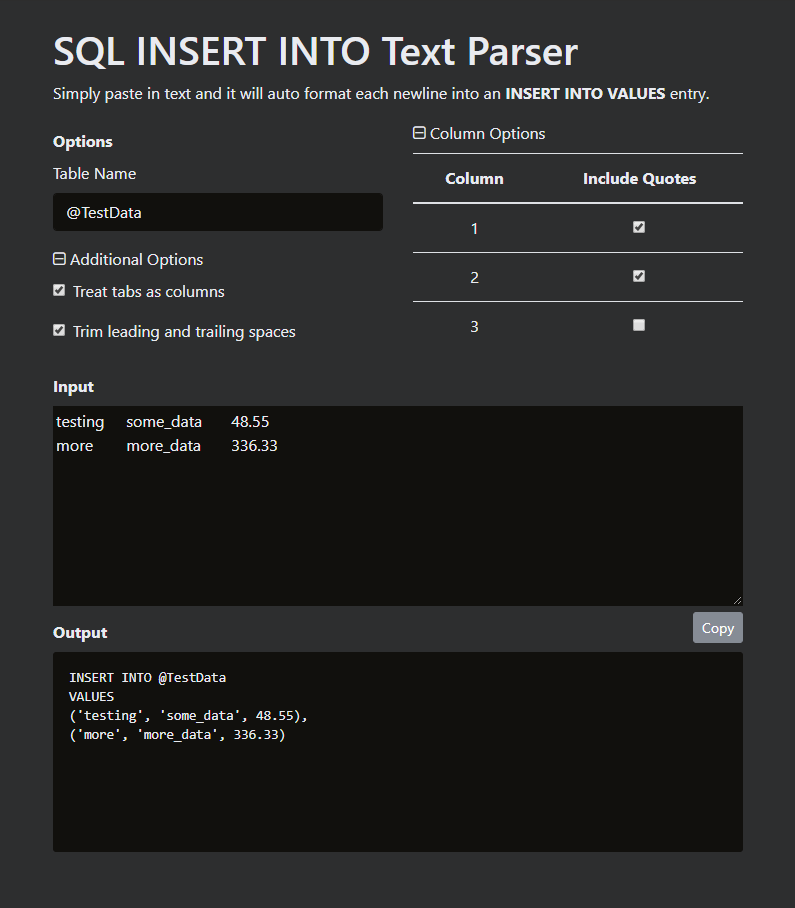 SQL INSERT INTO Text Parser
Simply paste in text and it will auto format each newline into an INSERT INTO VALUES entry.
Options
Table Name
@TestData
Additional Options
Treat tabs as columns
Trim leading and trailing spaces
Column Options
Column Include Quotes
1
2
3
Input
testing some_data 48.55
more more_data 336.33
Copy
Output
INSERT INTO @TestData
VALUES
('testing', 'some_data', 48.55),
('more', 'more_data', 336.33)